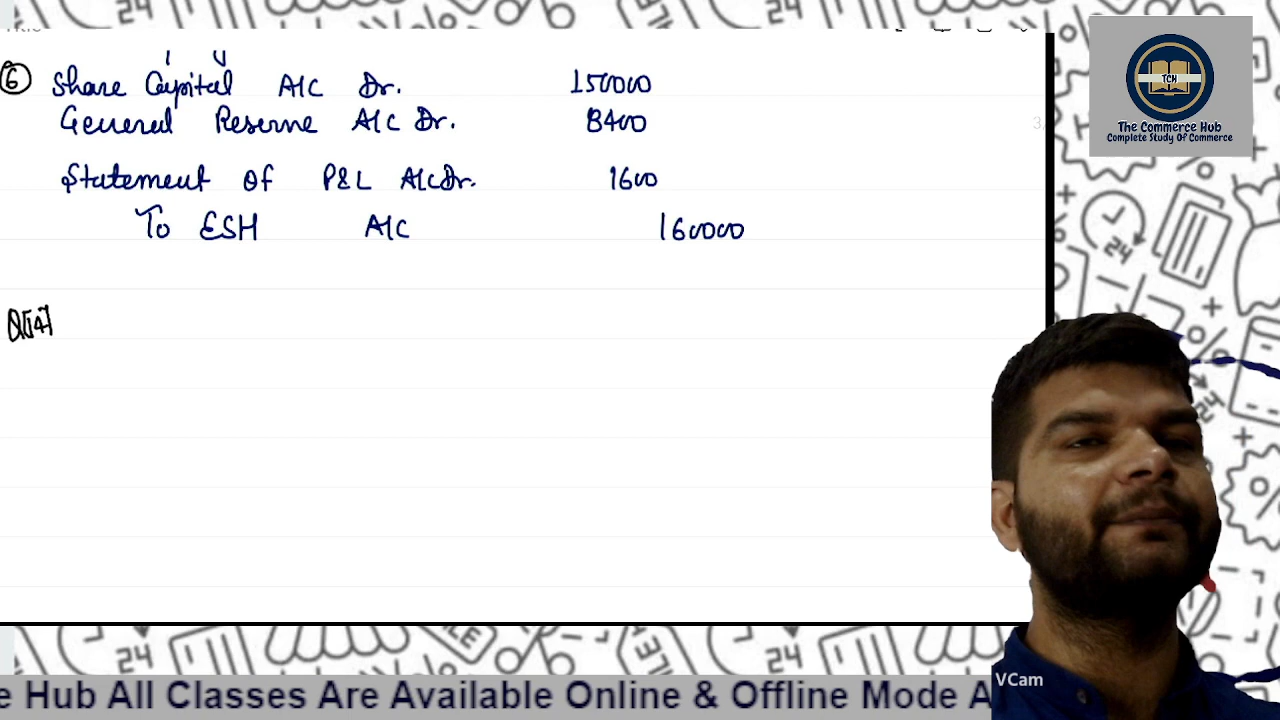 6 Share Capital A/C Dr. 150000
General Reserve A/C Dr. 8400
Statement Of P&L A/C Dr. 1600
To ESH A/C 160000
Q[14]
TCH
The Commerce Hub
Complete Study Of Commerce
VCam
e Hub All Classes Are Available Online & Offline Mode A